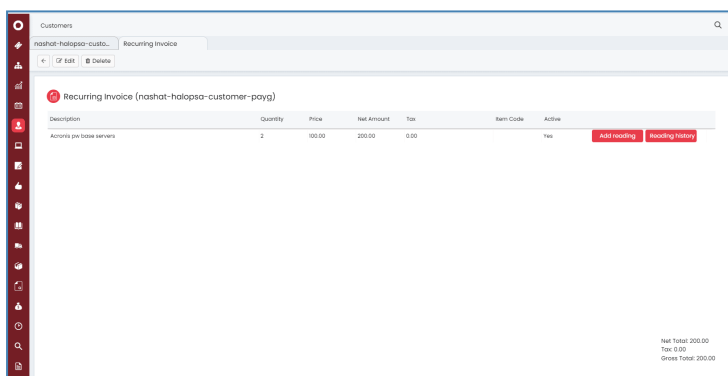 Customers
nashat-halopsa-custo... Recurring Invoice
Edit Delete
Recurring Invoice (nashat-halopsa-customer-payg)
Description Quantity Price Net Amount Tax Item Code Active
Acronis pw base servers 2 100.00 200.00 0.00 Yes Add reading Reading history
Net Total: 200.00
Tax: 0.00
Gross Total: 200.00